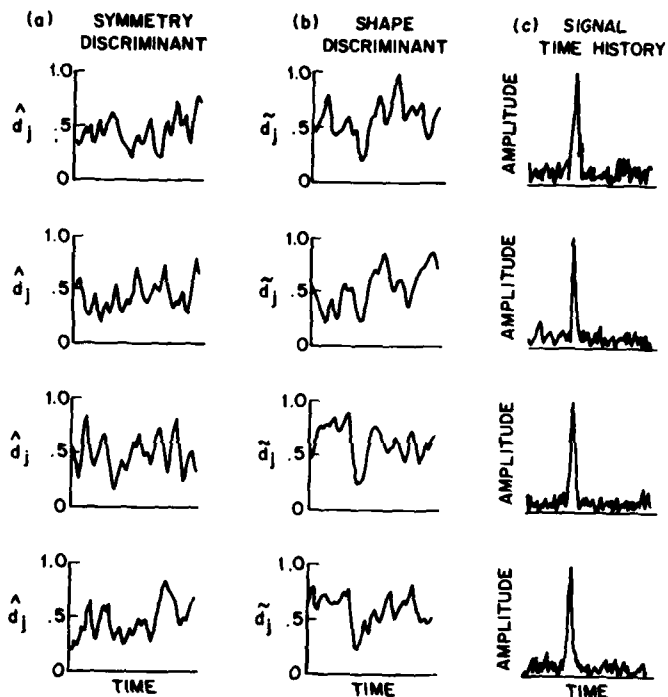 (a) SYMMETRY DISCRIMINANT
(b) SHAPE DISCRIMINANT
(c) SIGNAL TIME HISTORY
1.0
d̂j .5
0
1.0
d̃j .5
0
AMPLITUDE
1.0
d̂j .5
0
1.0
d̃j .5
0
AMPLITUDE
1.0
d̂j .5
0
1.0
d̃j .5
0
AMPLITUDE
1.0
d̂j .5
0
TIME
1.0
d̃j .5
0
TIME
AMPLITUDE
TIME